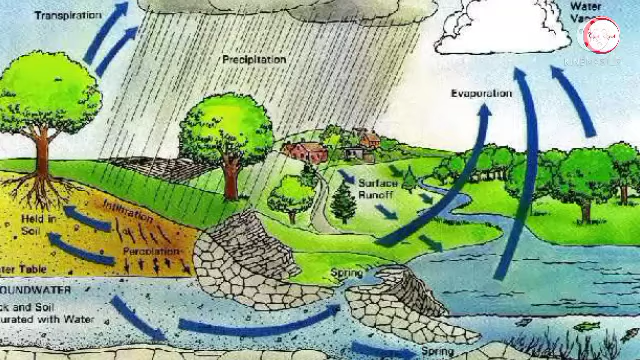 Transpiration
Water
Precipitation
Evaporation
Surface
Runoff
Infiltration
Held in
Soil
Percolation
Spring
ter Table
OUNDWATER
ck and Soil
urated with Water
Spring